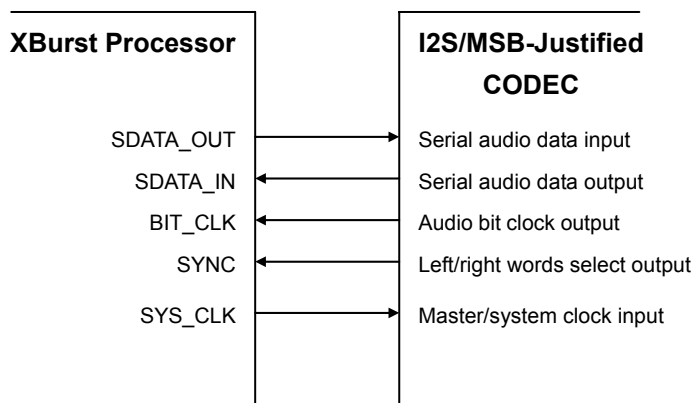 XBurst Processor
I2S/MSB-Justified
CODEC
SDATA_OUT
Serial audio data input
SDATA_IN
Serial audio data output
BIT_CLK
Audio bit clock output
SYNC
Left/right words select output
SYS_CLK
Master/system clock input